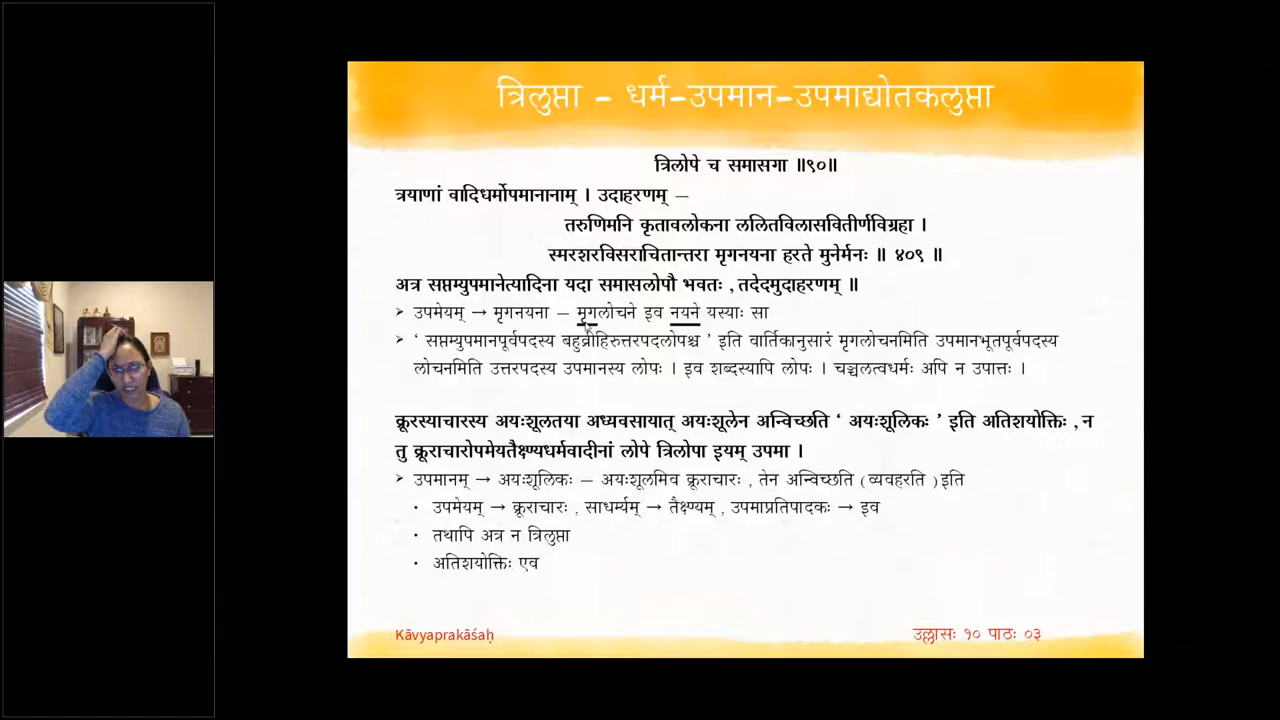 त्रिलुप्ता - धर्म-उपमान-उपमाद्योतकलुप्ता
त्रिलोपे च समासगा ॥९०॥
त्रयाणां वादिधर्मोपमानानाम् । उदाहरणम् –
तरुणिमनि कृतावलोकना ललितविलासवितीर्णविग्रहा ।
स्मरशरविसराचितान्तरा मृगनयना हरते मुनेर्मनः ॥ ४०९ ॥
अत्र सप्तम्युपमानेत्यादिना यदा समासलोपौ भवतः , तदेदमुदाहरणम् ॥
➢ उपमेयम् → मृगनयना – मृगलोचने इव नयने यस्याः सा
➢ ‘ सप्तम्युपमानपूर्वपदस्य बहुव्रीहिरुत्तरपदलोपश्च ’ इति वार्तिकानुसारं मृगलोचनमिति उपमानभूतपूर्वपदस्य
लोचनमिति उत्तरपदस्य उपमानस्य लोपः । इव शब्दस्यापि लोपः । चञ्चलत्वधर्मः अपि न उपात्तः ।
क्रूरस्याचारस्य अयःशूलतया अध्यवसायात् अयःशूलेन अन्विच्छति ‘ अयःशूलिकः ’ इति अतिशयोक्तिः , न
तु क्रूराचारोपमेयतैक्ष्ण्यधर्मवादीनां लोपे त्रिलोपा इयम् उपमा ।
➢ उपमानम् → अयःशूलिकः – अयःशूलमिव क्रूराचारः , तेन अन्विच्छति (व्यवहरति ) इति
• उपमेयम् → क्रूराचारः , साधर्म्यम् → तैक्ष्ण्यम् , उपमाप्रतिपादकः → इव
• तथापि अत्र न त्रिलुप्ता
• अतिशयोक्तिः एव
Kāvyaprakāśaḥ
उल्लासः १० पाठः ०३